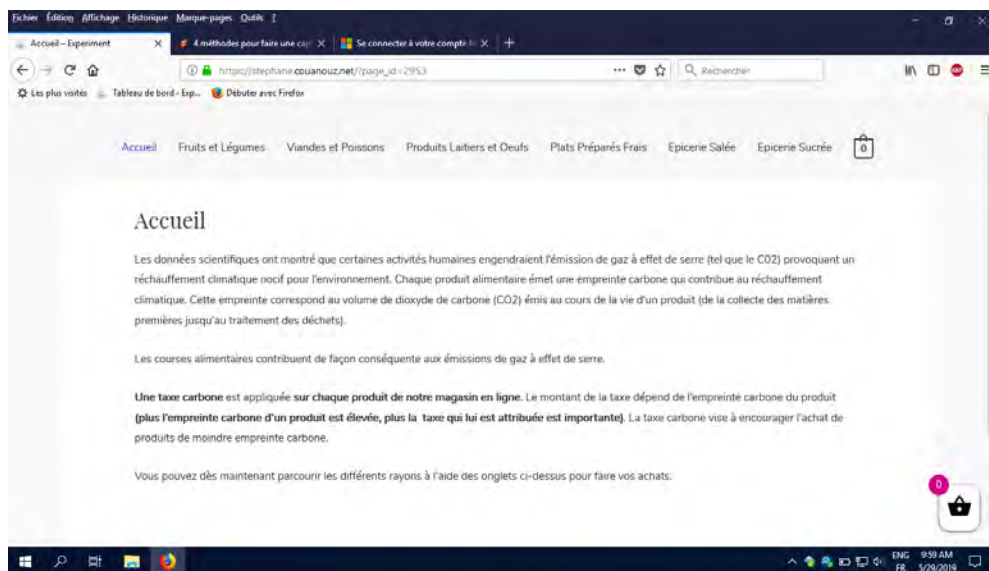 Fichier Édition Affichage Historique Marque-pages Outils ?
Accueil – Experiment
4 méthodes pour faire une cap
Se connecter à votre compte
https://stephane.couanouz.net/?page_id=2953
Rechercher
Les plus visités
Tableau de bord ‹ Exp...
Débuter avec Firefox
Accueil Fruits et Légumes Viandes et Poissons Produits Laitiers et Oeufs Plats Préparés Frais Epicerie Salée Epicerie Sucrée 0
Accueil
Les données scientifiques ont montré que certaines activités humaines engendraient l'émission de gaz à effet de serre (tel que le C02) provoquant un
réchauffement climatique nocif pour l'environnement. Chaque produit alimentaire émet une empreinte carbone qui contribue au réchauffement
climatique. Cette empreinte correspond au volume de dioxyde de carbone (CO2) émis au cours de la vie d'un produit (de la collecte des matières
premières jusqu'au traitement des déchets).
Les courses alimentaires contribuent de façon conséquente aux émissions de gaz à effet de serre.
Une taxe carbone est appliquée sur chaque produit de notre magasin en ligne. Le montant de la taxe dépend de l'empreinte carbone du produit
(plus l'empreinte carbone d'un produit est élevée, plus la taxe qui lui est attribuée est importante). La taxe carbone vise à encourager l'achat de
produits de moindre empreinte carbone.
Vous pouvez dès maintenant parcourir les différents rayons à l'aide des onglets ci-dessus pour faire vos achats.
0
ENG 9:59 AM
FR 5/29/2019